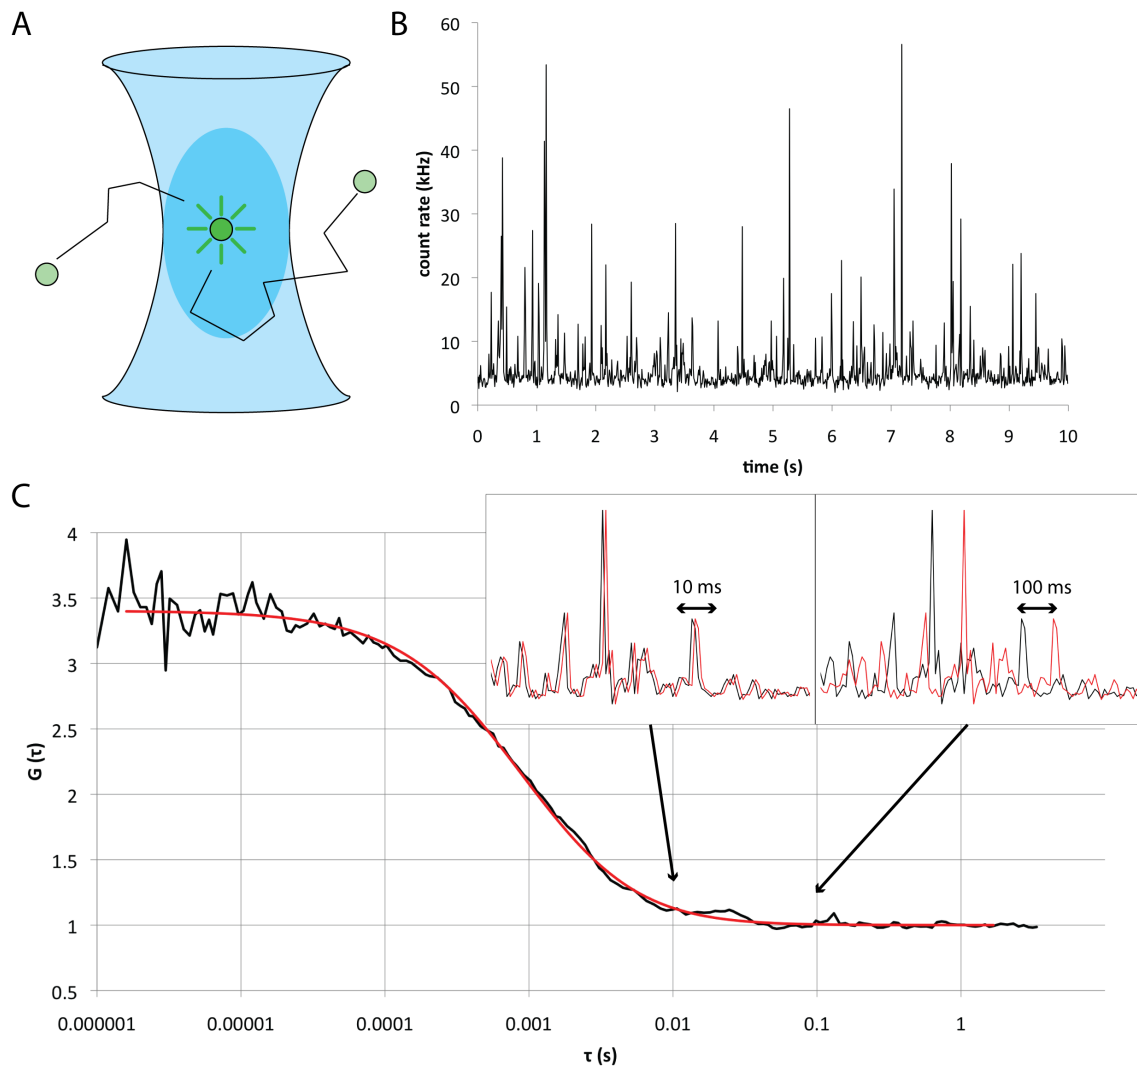 A
B
60
50
40
30
20
10
0
count rate (kHz)
0 1 2 3 4 5 6 7 8 9 10
time (s)
C
4
3.5
3
2.5
2
1.5
1
0.5
G (τ)
10 ms
100 ms
0.000001 0.00001 0.0001 0.001 0.01 0.1 1
τ (s)